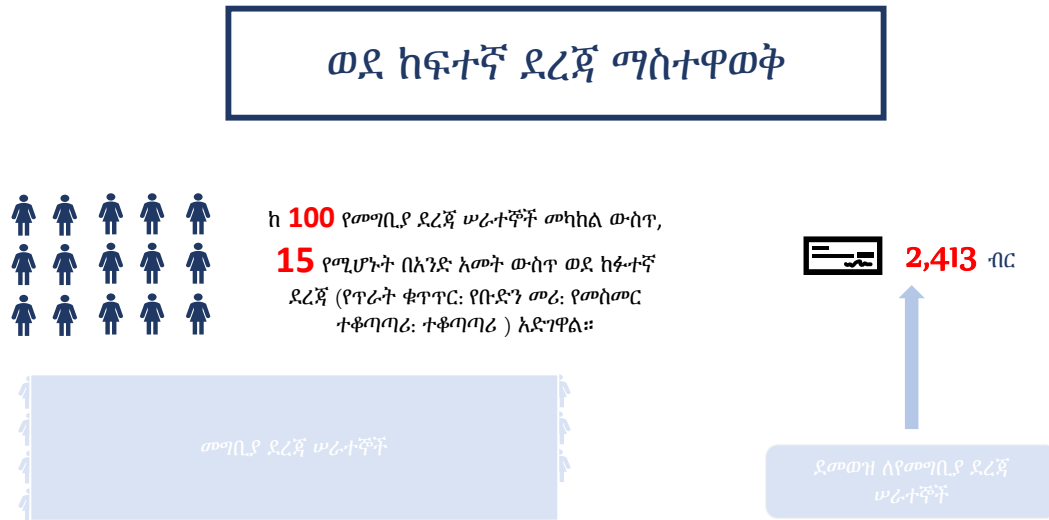 ወደ ከፍተኛ ደረጃ ማስተዋወቅ
ከ 100 የመግቢያ ደረጃ ሠራተኞች መካከል ውስጥ,
15 የሚሆኑት በአንድ አመት ውስጥ ወደ ከፉተኛ
ደረጃ (የጥራት ቁጥጥር: የቡድን መሪ: የመስመር
ተቆጣጣሪ: ተቆጣጣሪ ) አድገዋል።
2,413 ብር
መግቢያ ደረጃ ሠራተኞች
ደመወዝ ለየመግቢያ ደረጃ
ሠራተኞች